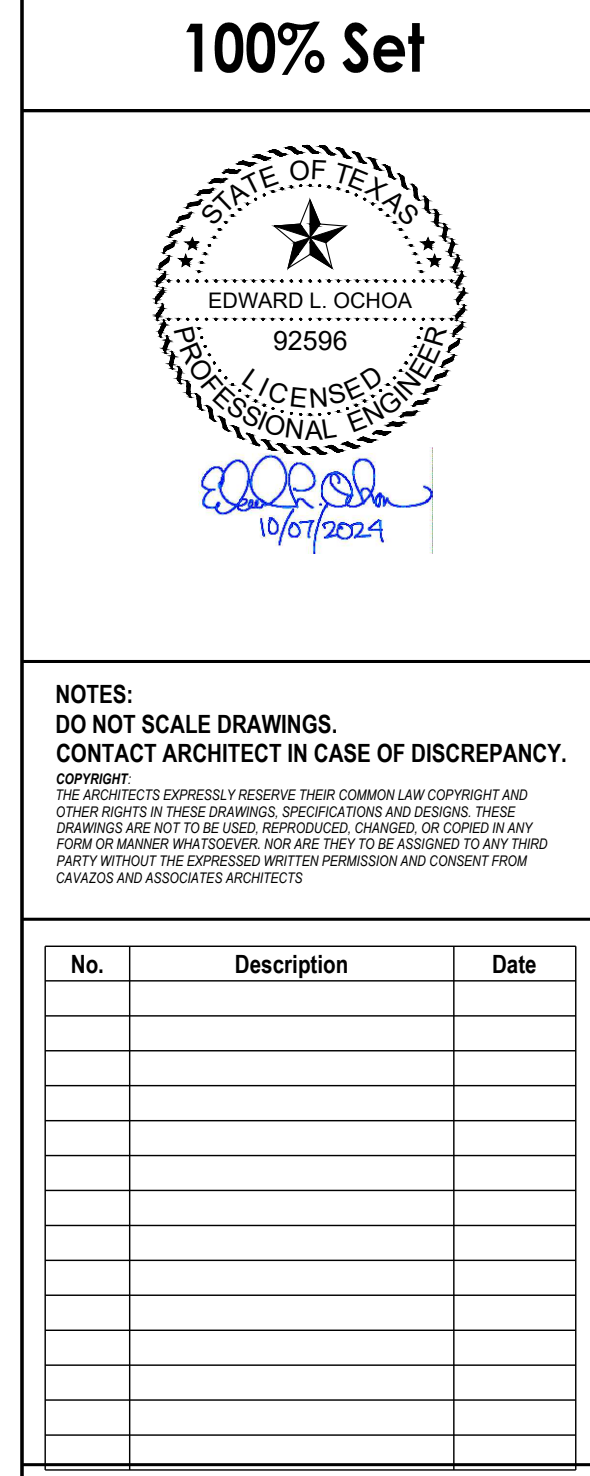 100% Set
STATE OF TEXAS
EDWARD L. OCHOA
92596
LICENSED
PROFESSIONAL ENGINEER
Edward L. Ochoa
10/07/2024
NOTES:
DO NOT SCALE DRAWINGS.
CONTACT ARCHITECT IN CASE OF DISCREPANCY.
COPYRIGHT:
THE ARCHITECTS EXPRESSLY RESERVE THEIR COMMON LAW COPYRIGHT AND
OTHER RIGHTS IN THESE DRAWINGS, SPECIFICATIONS AND DESIGNS. THESE
DRAWINGS ARE NOT TO BE USED, REPRODUCED, CHANGED, OR COPIED IN ANY
FORM OR MANNER WHATSOEVER. NOR ARE THEY TO BE ASSIGNED TO ANY THIRD
PARTY WITHOUT THE EXPRESSED WRITTEN PERMISSION AND CONSENT FROM
CAVAZOS AND ASSOCIATES ARCHITECTS
No. Description Date